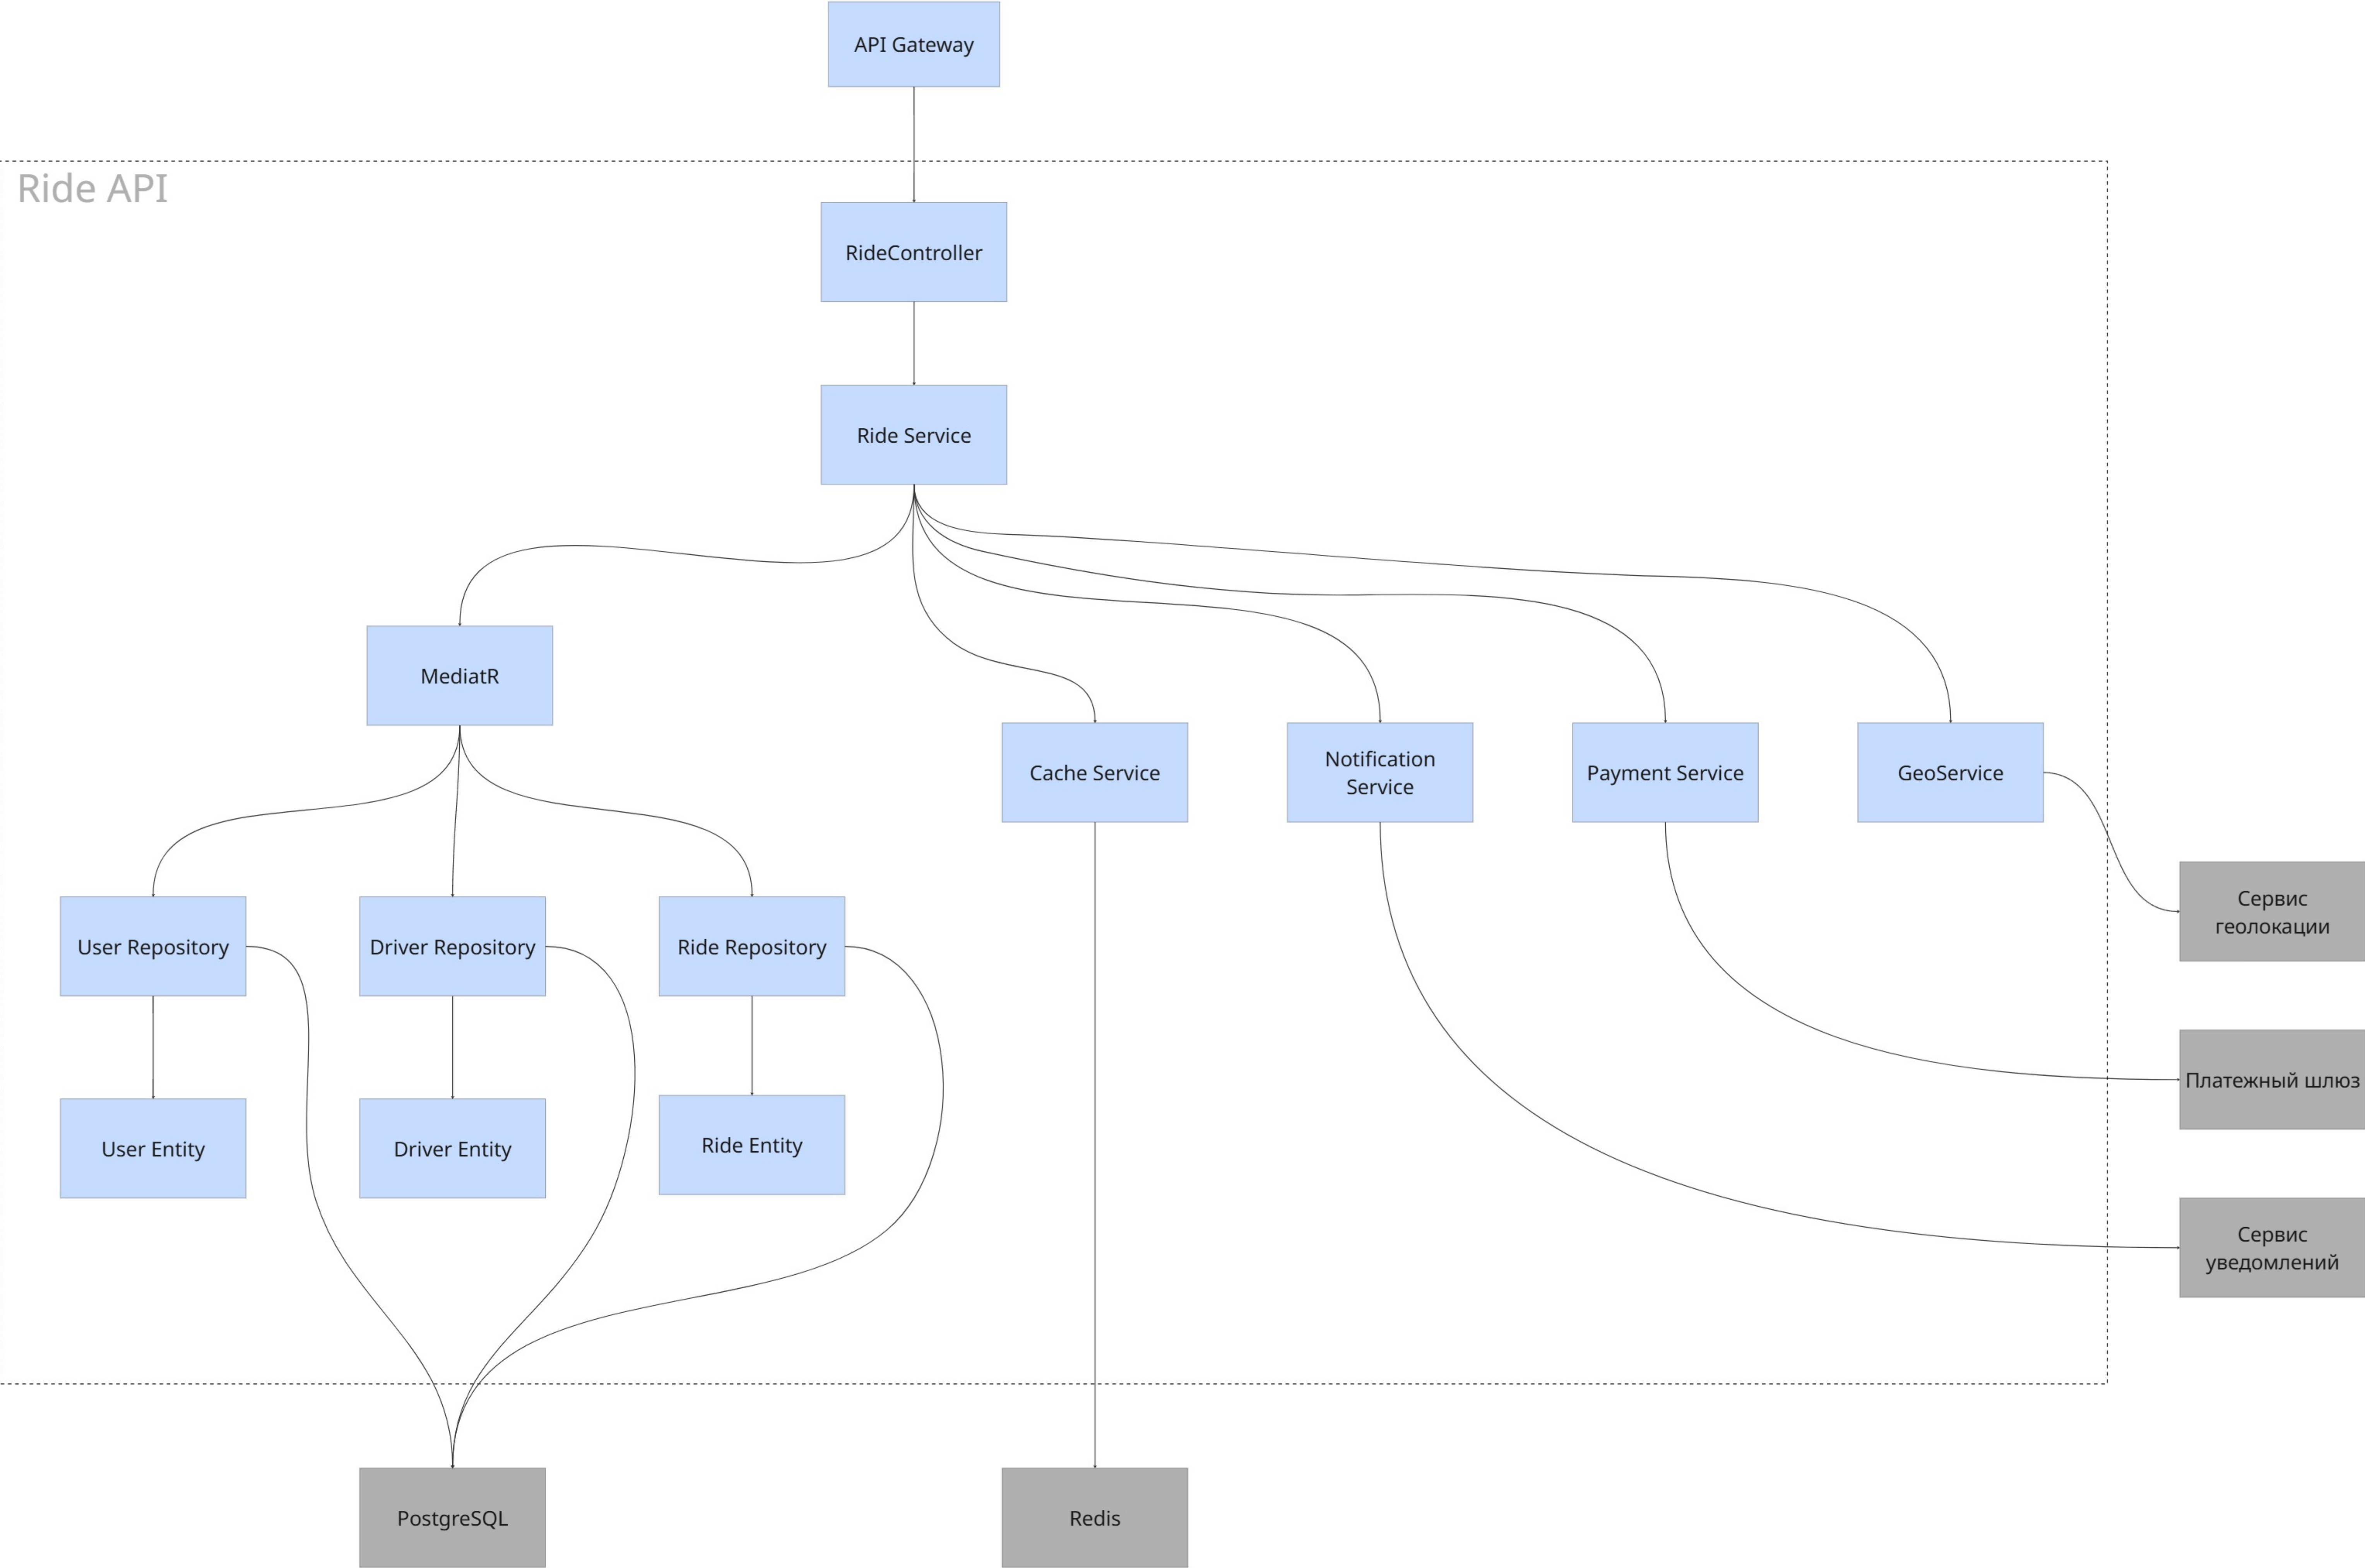 API Gateway
Ride API
RideController
Ride Service
MediatR
Cache Service
Notification
Service
Payment Service
GeoService
User Repository
Driver Repository
Ride Repository
Сервис
геолокации
Платежный шлюз
User Entity
Driver Entity
Ride Entity
Сервис
уведомлений
PostgreSQL
Redis